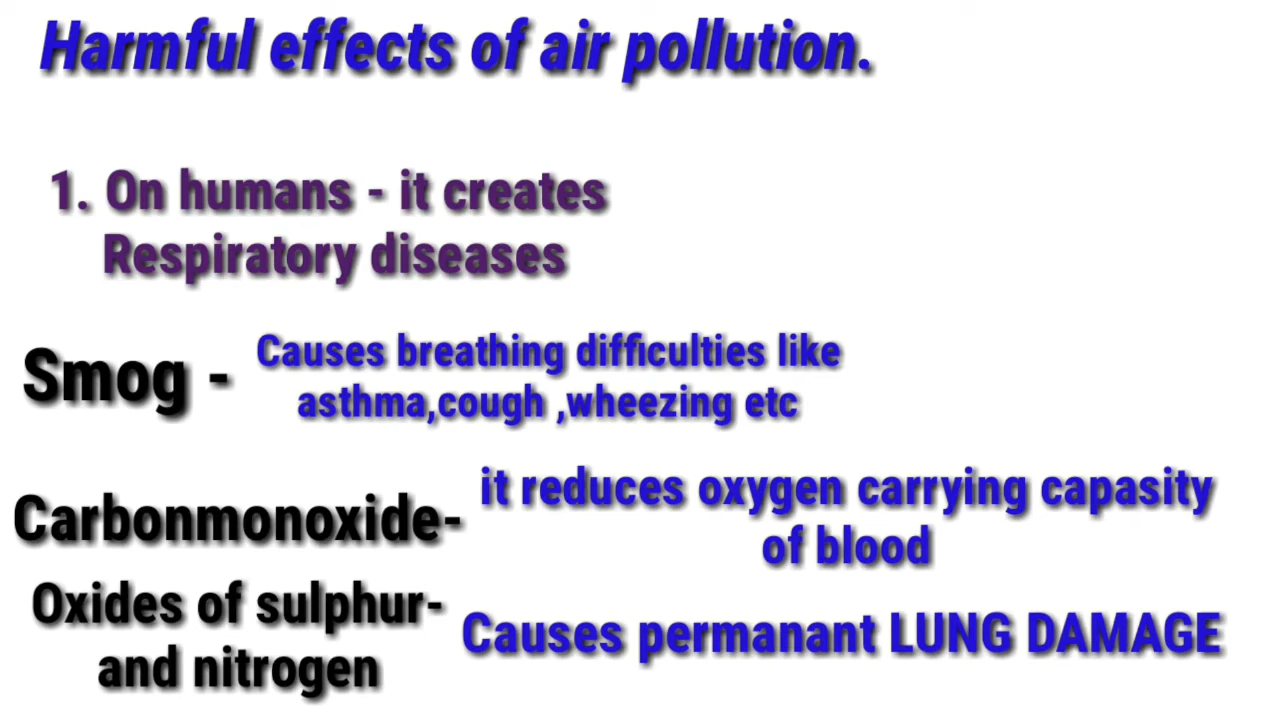 Harmful effects of air pollution.
1. On humans - it creates
Respiratory diseases
Smog - Causes breathing difficulties like
asthma,cough ,wheezing etc
Carbonmonoxide- it reduces oxygen carrying capasity
of blood
Oxides of sulphur-
and nitrogen Causes permanant LUNG DAMAGE